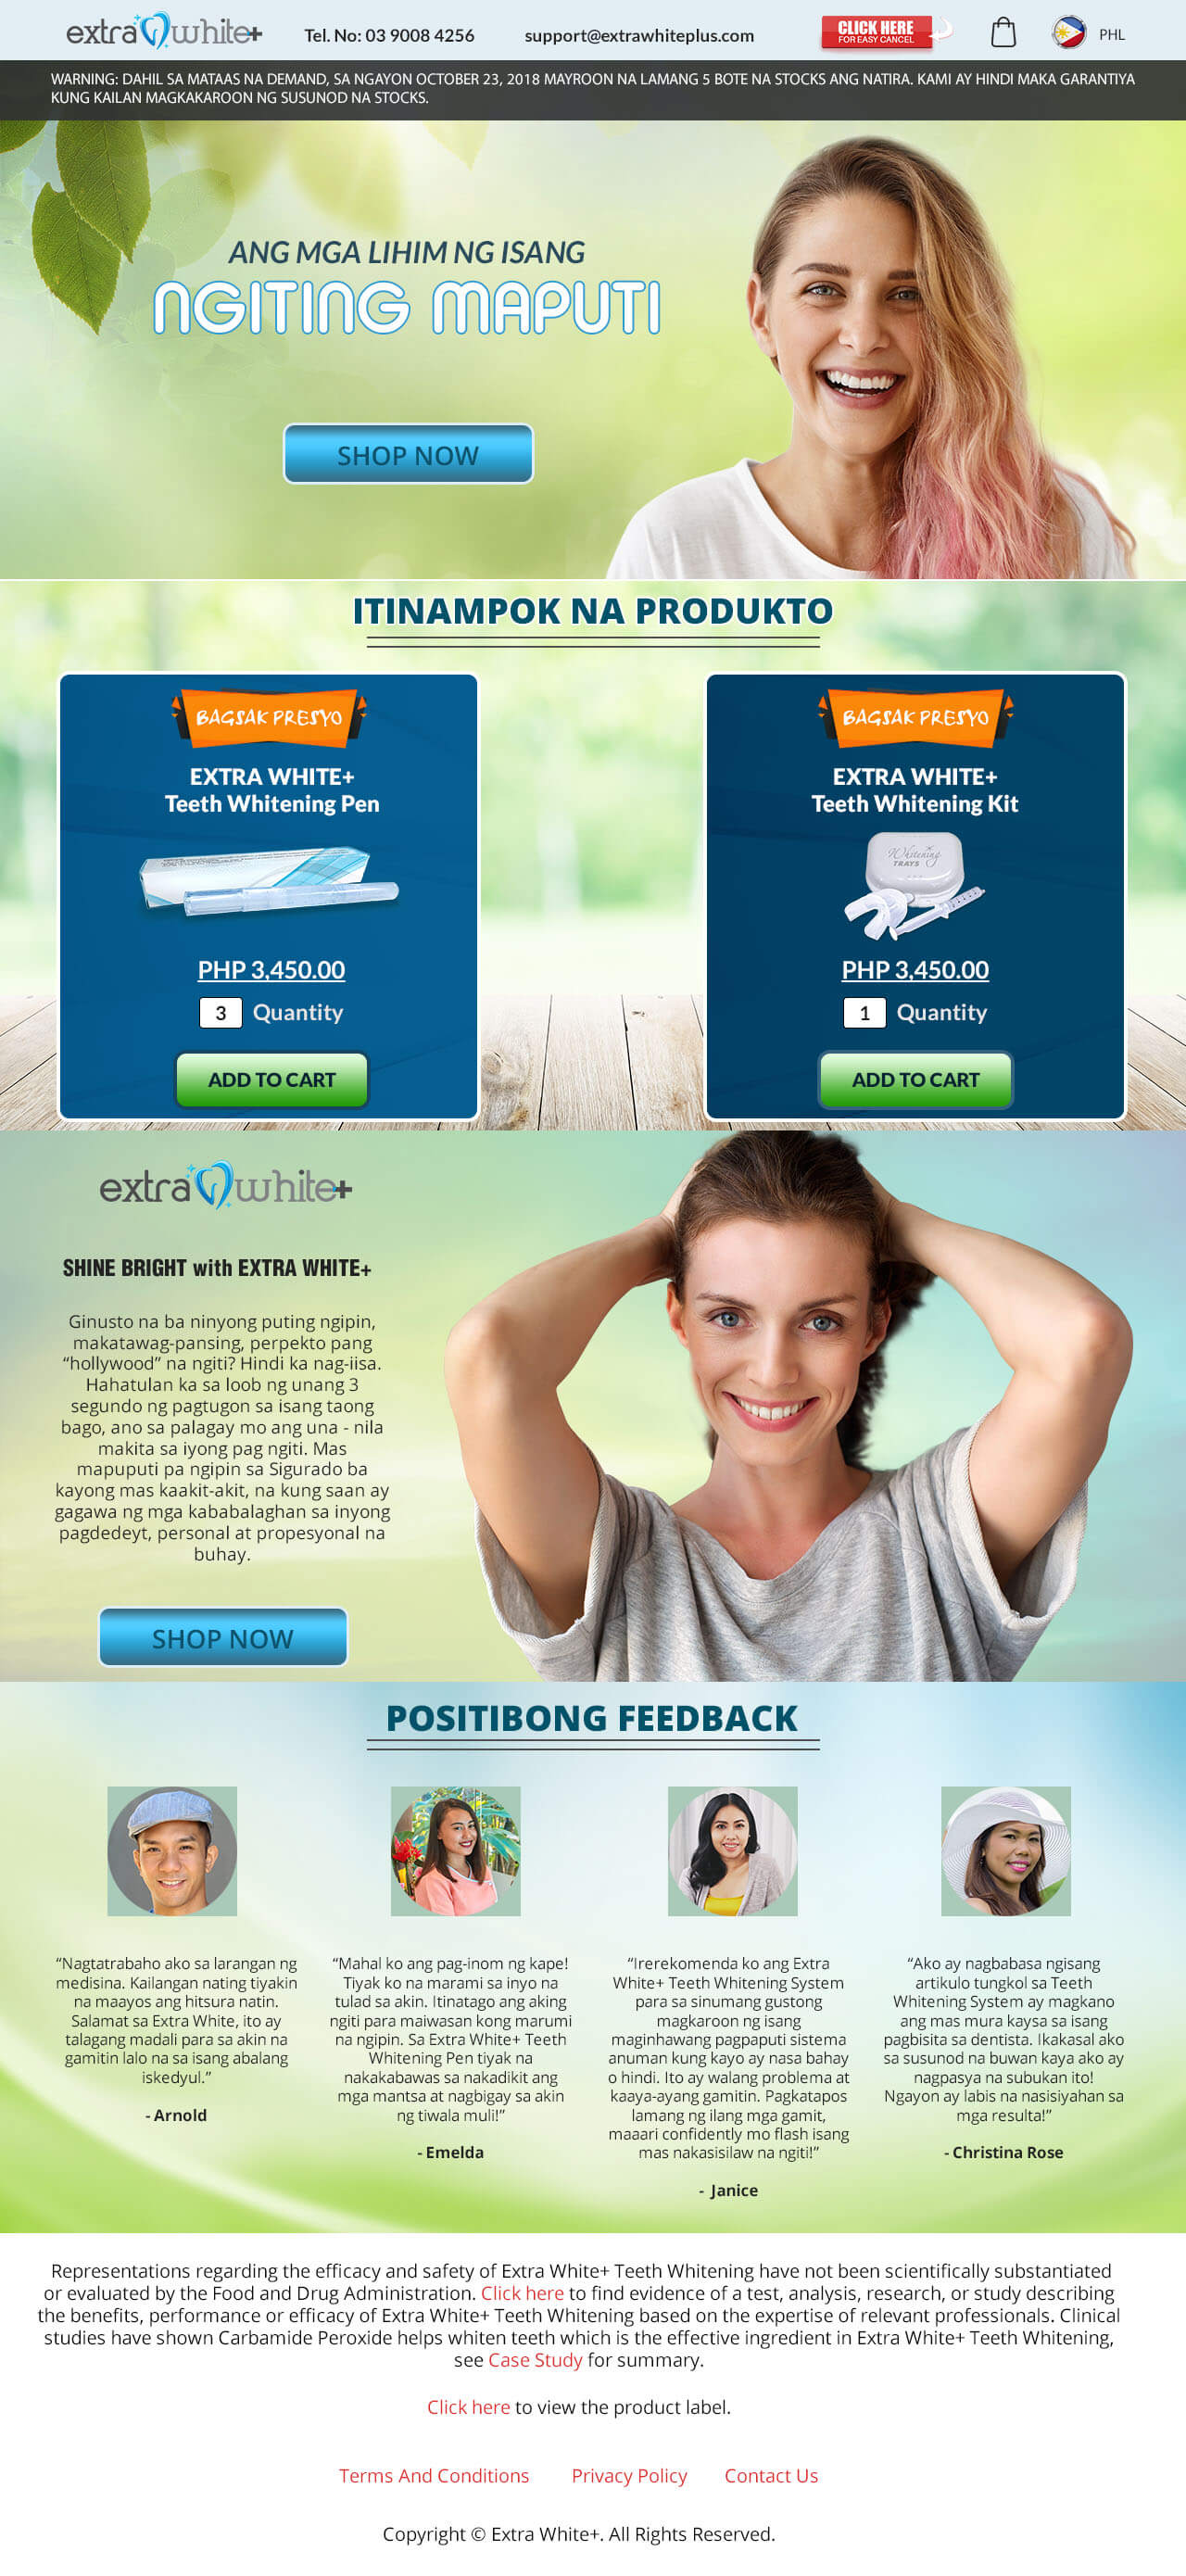 extra white+
Tel. No: 03 9008 4256
support@extrawhiteplus.com
CLICK HERE
FOR EASY CANCEL
PHL
WARNING: DAHIL SA MATAAS NA DEMAND, SA NGAYON OCTOBER 23, 2018 MAYROON NA LAMANG 5 BOTE NA STOCKS ANG NATIRA. KAMI AY HINDI MAKA GARANTIYA
KUNG KAILAN MAGKAKAROON NG SUSUNOD NA STOCKS.
ANG MGA LIHIM NG ISANG
NGITING MAPUTI
SHOP NOW
ITINAMPOK NA PRODUKTO
BAGSAK PRESYO
EXTRA WHITE+
Teeth Whitening Pen
PHP 3,450.00
3 Quantity
ADD TO CART
BAGSAK PRESYO
EXTRA WHITE+
Teeth Whitening Kit
Whitening
TRAYS
PHP 3,450.00
1 Quantity
ADD TO CART
extra white+
SHINE BRIGHT with EXTRA WHITE+
Ginusto na ba ninyong puting ngipin,
makatawag-pansing, perpekto pang
“hollywood” na ngiti? Hindi ka nag-iisa.
Hahatulan ka sa loob ng unang 3
segundo ng pagtugon sa isang taong
bago, ano sa palagay mo ang una - nila
makita sa iyong pag ngiti. Mas
mapuputi pa ngipin sa Sigurado ba
kayong mas kaakit-akit, na kung saan ay
gagawa ng mga kababalaghan sa inyong
pagdedeyt, personal at propesyonal na
buhay.
SHOP NOW
POSITIBONG FEEDBACK
“Nagtatrabaho ako sa larangan ng
medisina. Kailangan nating tiyakin
na maayos ang hitsura natin.
Salamat sa Extra White, ito ay
talagang madali para sa akin na
gamitin lalo na sa isang abalang
iskedyul.”
- Arnold
“Mahal ko ang pag-inom ng kape!
Tiyak ko na marami sa inyo na
tulad sa akin. Itinatago ang aking
ngiti para maiwasan kong marumi
na ngipin. Sa Extra White+ Teeth
Whitening Pen tiyak na
nakakabawas sa nakadikit ang
mga mantsa at nagbigay sa akin
ng tiwala muli!”
- Emelda
“Irerekomenda ko ang Extra
White+ Teeth Whitening System
para sa sinumang gustong
magkaroon ng isang
maginhawang pagpaputi sistema
anuman kung kayo ay nasa bahay
o hindi. Ito ay walang problema at
kaaya-ayang gamitin. Pagkatapos
lamang ng ilang mga gamit,
maaari confidently mo flash isang
mas nakasisilaw na ngiti!”
- Janice
“Ako ay nagbabasa ngisang
artikulo tungkol sa Teeth
Whitening System ay magkano
ang mas mura kaysa sa isang
pagbisita sa dentista. Ikakasal ako
sa susunod na buwan kaya ako ay
nagpasya na subukan ito!
Ngayon ay labis na nasisiyahan sa
mga resulta!”
- Christina Rose
Representations regarding the efficacy and safety of Extra White+ Teeth Whitening have not been scientifically substantiated
or evaluated by the Food and Drug Administration. Click here to find evidence of a test, analysis, research, or study describing
the benefits, performance or efficacy of Extra White+ Teeth Whitening based on the expertise of relevant professionals. Clinical
studies have shown Carbamide Peroxide helps whiten teeth which is the effective ingredient in Extra White+ Teeth Whitening,
see Case Study for summary.
Click here to view the product label.
Terms And Conditions
Privacy Policy
Contact Us
Copyright © Extra White+. All Rights Reserved.